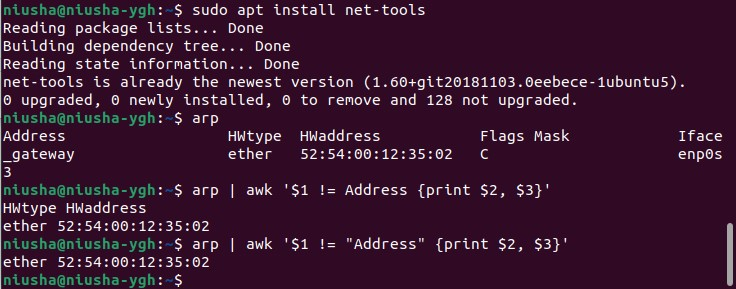 niusha@niusha-ygh:~$ sudo apt install net-tools
Reading package lists... Done
Building dependency tree... Done
Reading state information... Done
net-tools is already the newest version (1.60+git20181103.0eebece-1ubuntu5).
0 upgraded, 0 newly installed, 0 to remove and 128 not upgraded.
niusha@niusha-ygh:~$ arp
Address                  HWtype  HWaddress           Flags Mask            Iface
_gateway                 ether   52:54:00:12:35:02   C                     enp0s
3
niusha@niusha-ygh:~$ arp | awk '$1 != Address {print $2, $3}'
HWtype HWaddress
ether 52:54:00:12:35:02
niusha@niusha-ygh:~$ arp | awk '$1 != "Address" {print $2, $3}'
ether 52:54:00:12:35:02
niusha@niusha-ygh:~$